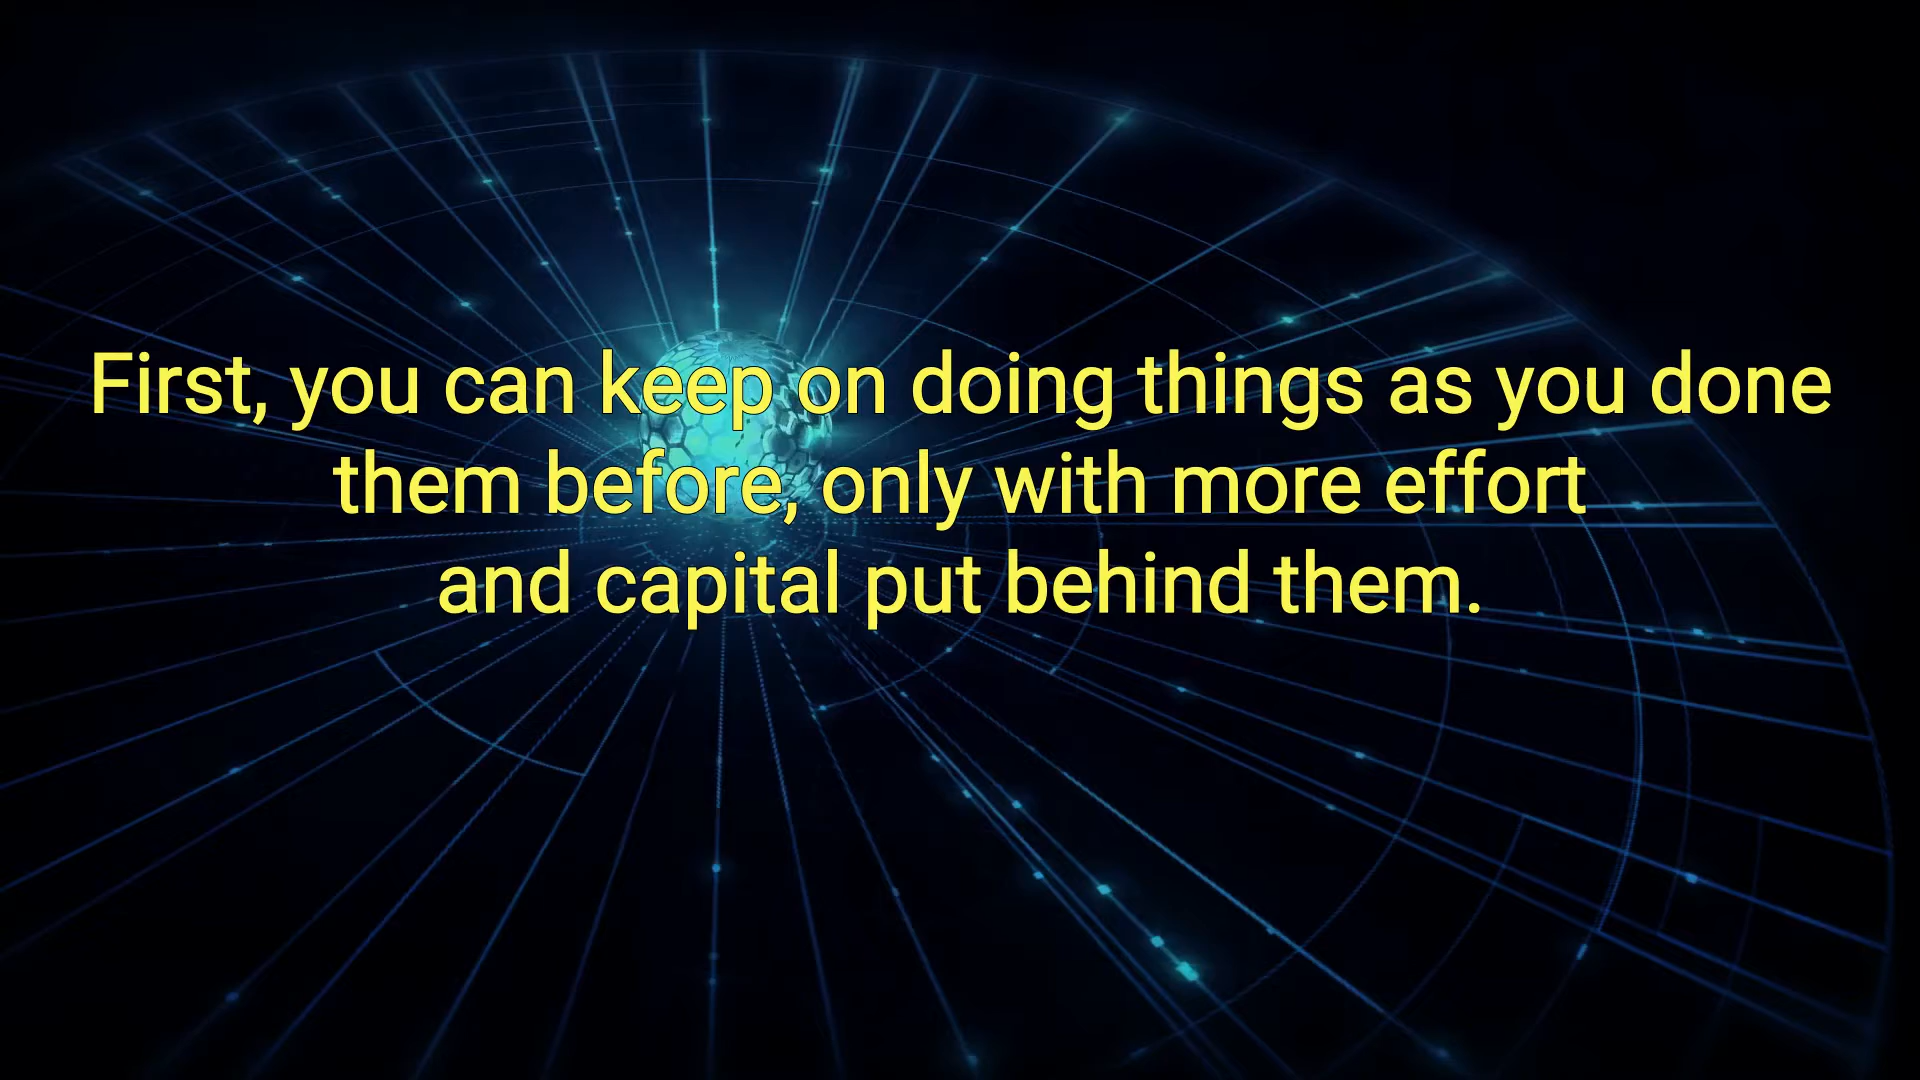 First, you can keep on doing things as you done
them before, only with more effort
and capital put behind them.